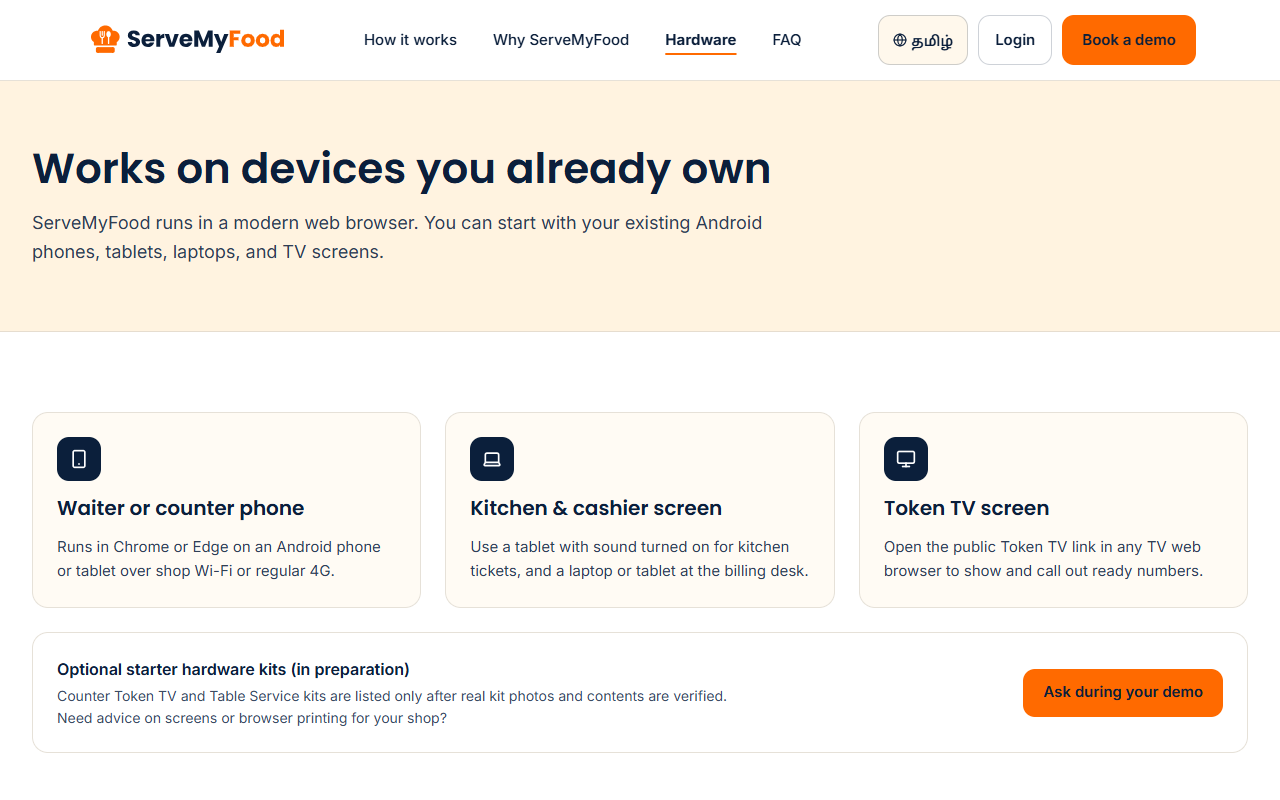 ServeMyFood
How it works
Why ServeMyFood
Hardware
FAQ
தமிழ்
Login
Book a demo
Works on devices you already own
ServeMyFood runs in a modern web browser. You can start with your existing Android
phones, tablets, laptops, and TV screens.
Waiter or counter phone
Runs in Chrome or Edge on an Android phone
or tablet over shop Wi-Fi or regular 4G.
Kitchen & cashier screen
Use a tablet with sound turned on for kitchen
tickets, and a laptop or tablet at the billing desk.
Token TV screen
Open the public Token TV link in any TV web
browser to show and call out ready numbers.
Optional starter hardware kits (in preparation)
Counter Token TV and Table Service kits are listed only after real kit photos and contents are verified.
Need advice on screens or browser printing for your shop?
Ask during your demo